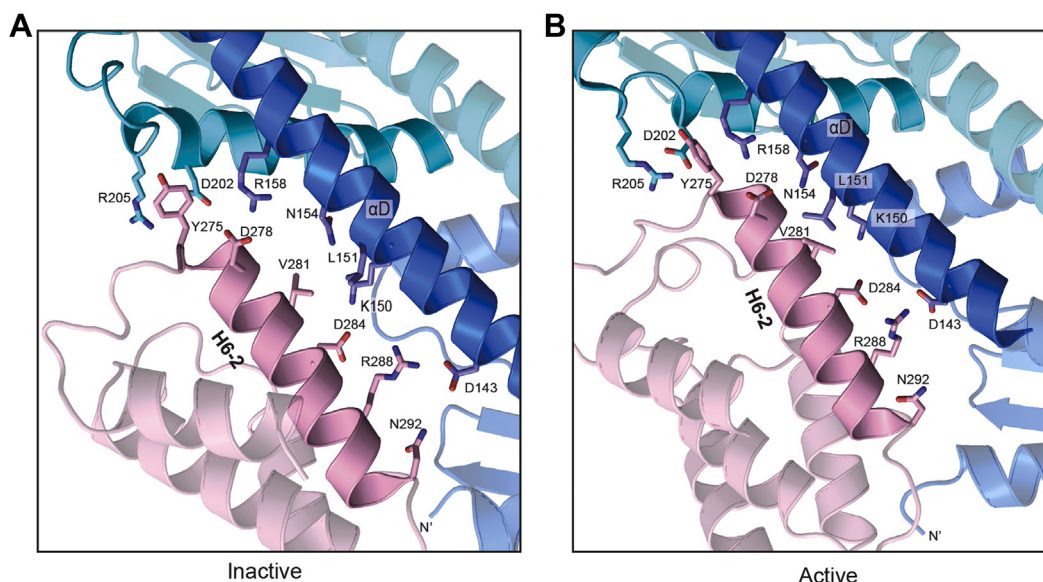 A
R205
D202
R158
Y275
D278
N154
αD
V281
L151
K150
H6-2
D284
R288
D143
N292
N'
Inactive
B
D202
R158
αD
R205
Y275
D278
N154
L151
K150
V281
H6-2
D284
D143
R288
N292
N'
Active